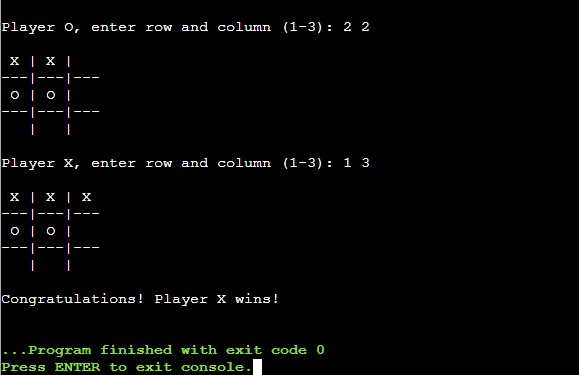 Player O, enter row and column (1-3): 2 2
 X | X |
---|---|---
 O | O |
---|---|---
   |   |
Player X, enter row and column (1-3): 1 3
 X | X | X
---|---|---
 O | O |
---|---|---
   |   |
Congratulations! Player X wins!
...Program finished with exit code 0
Press ENTER to exit console.